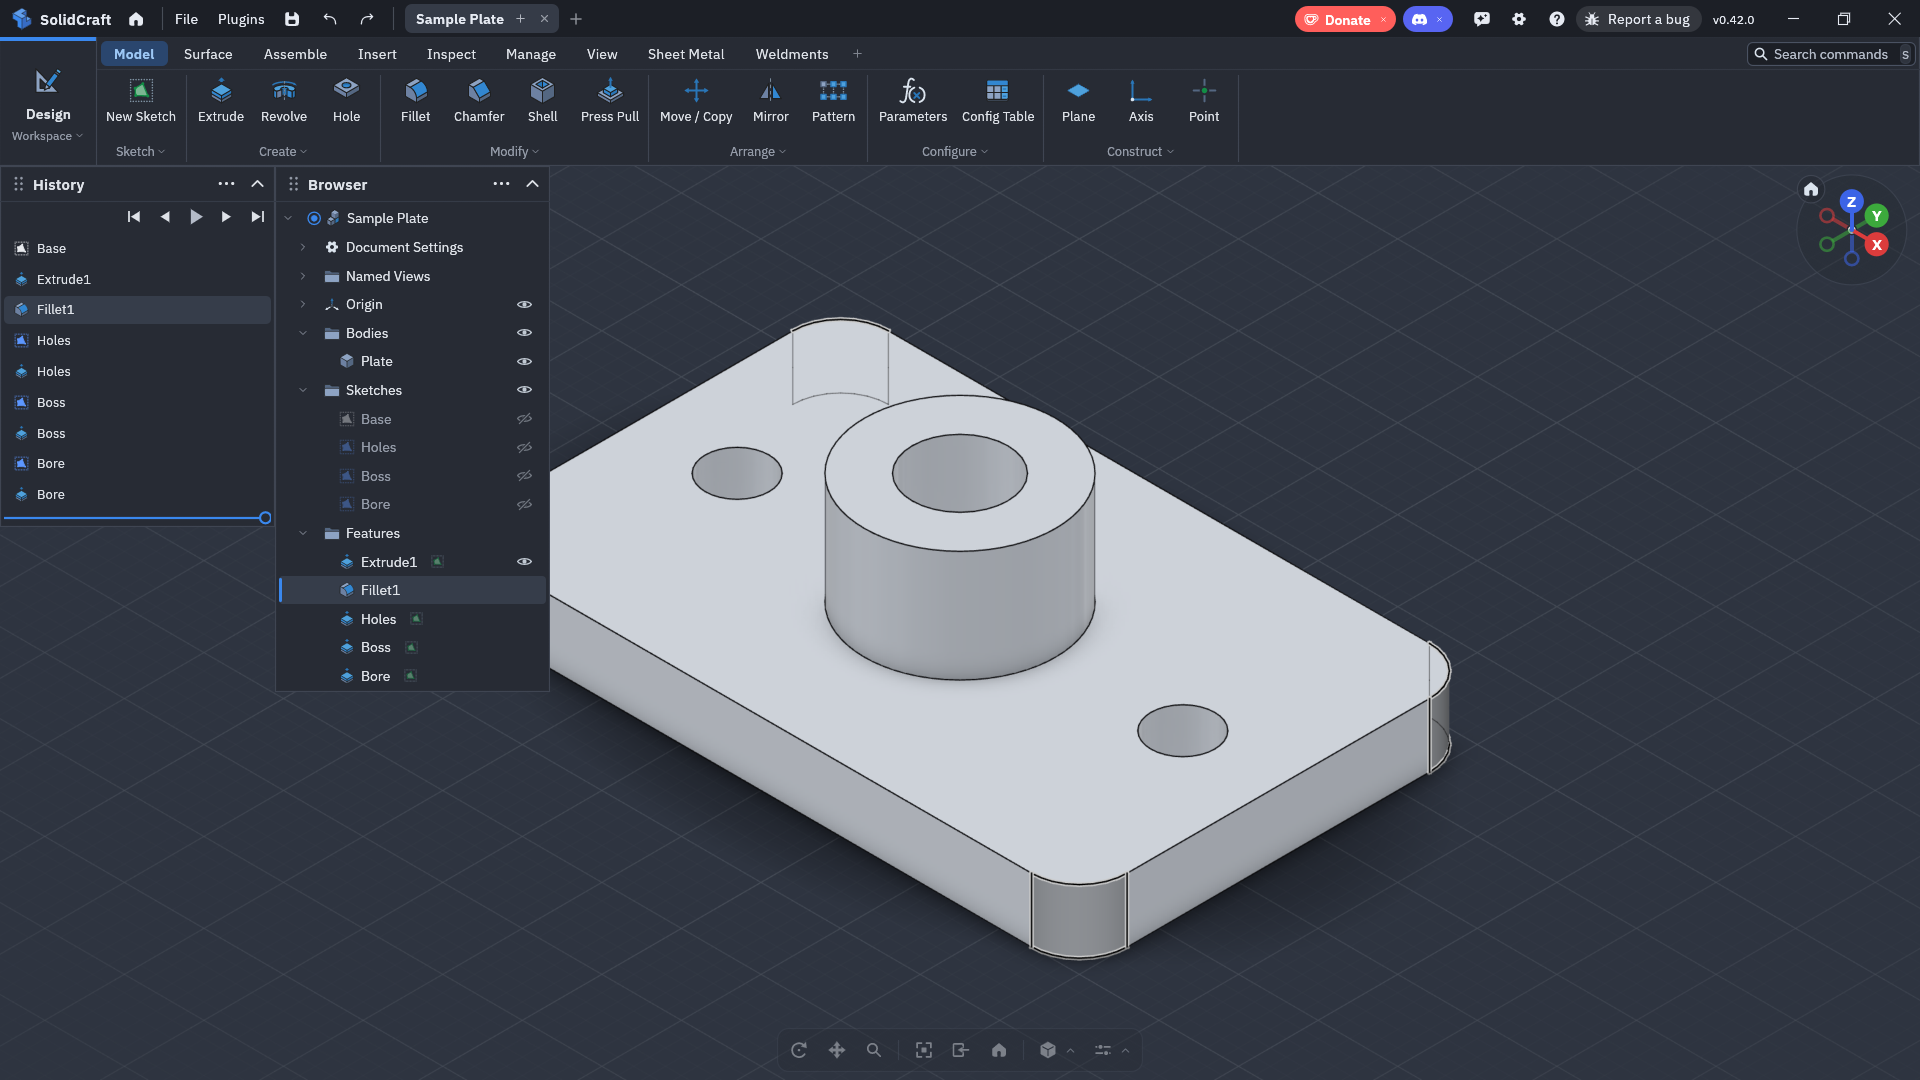 SolidCraft File Plugins Sample Plate Donate Report a bug v0.42.0
Model Surface Assemble Insert Inspect Manage View Sheet Metal Weldments Search commands S
Design
Workspace
New Sketch Extrude Revolve Hole Fillet Chamfer Shell Press Pull Move / Copy Mirror Pattern Parameters Config Table Plane Axis Point
Sketch Create Modify Arrange Configure Construct
History
Base
Extrude1
Fillet1
Holes
Holes
Boss
Boss
Bore
Bore
Browser
Sample Plate
Document Settings
Named Views
Origin
Bodies
Plate
Sketches
Base
Holes
Boss
Bore
Features
Extrude1
Fillet1
Holes
Boss
Bore
Z
Y
X